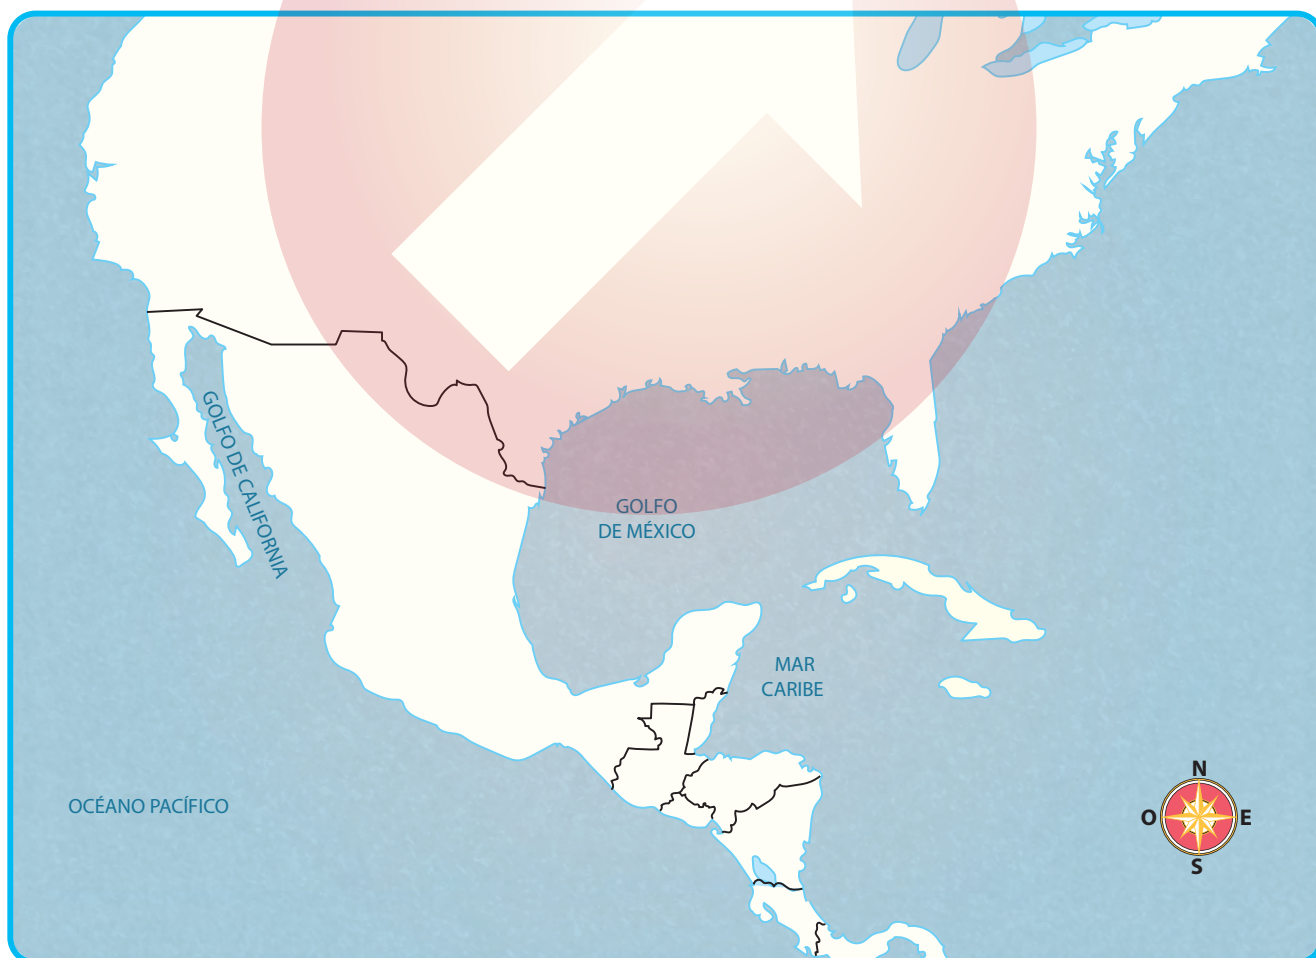 GOLFO DE CALIFORNIA
GOLFO
DE MÉXICO
MAR
CARIBE
OCÉANO PACÍFICO
N
O E
S